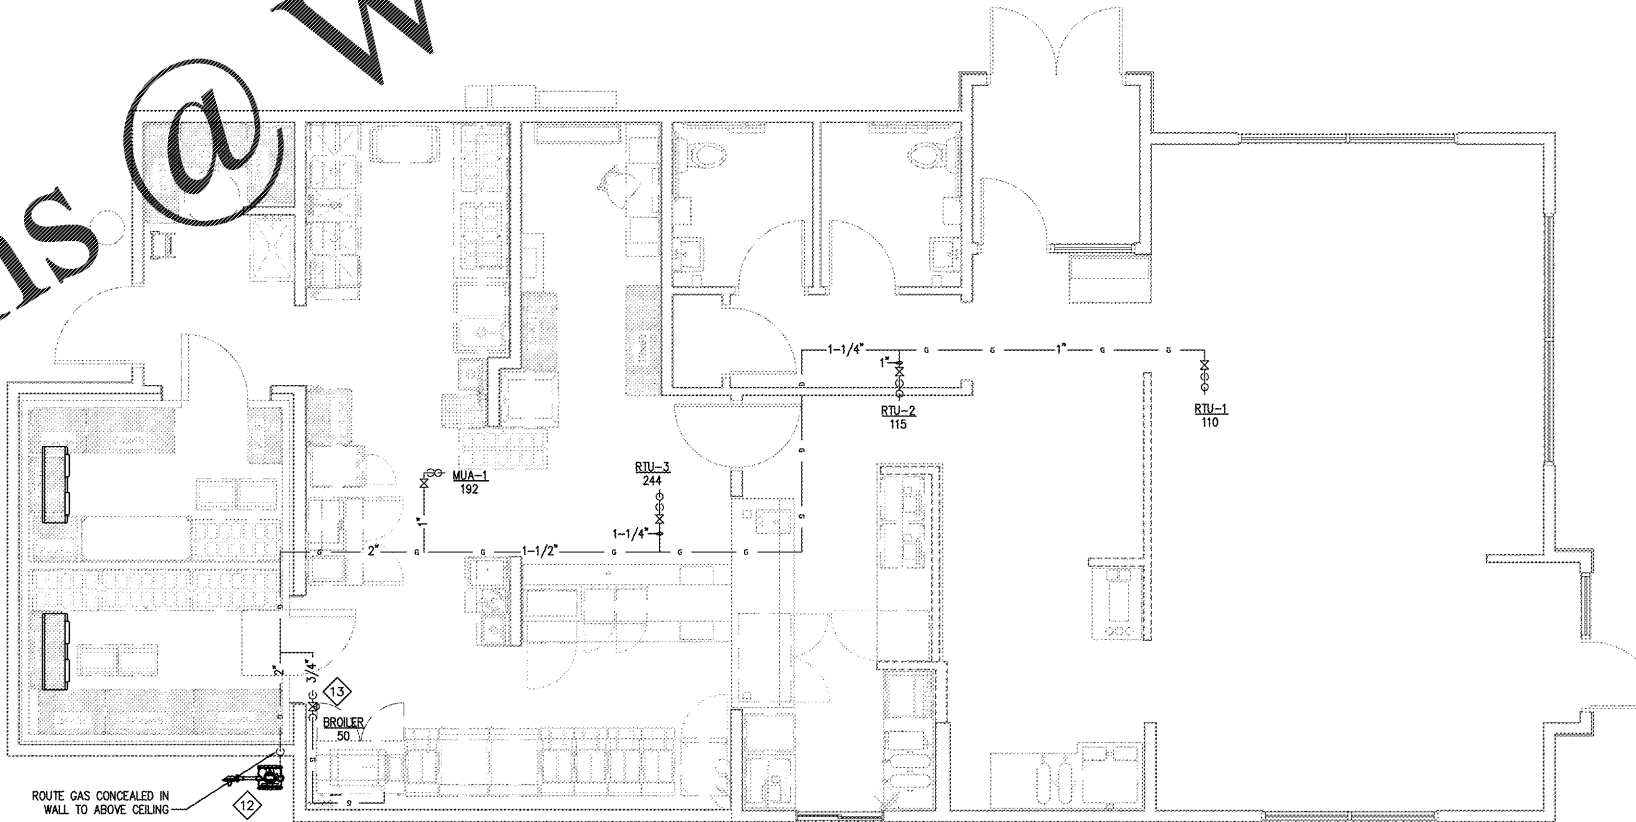 ns @ W
1-1/4"
G
G
1"
G
G
1"
RTU-2
115
RTU-1
110
MUA-1
192
RTU-3
244
1"
1-1/4"
G
2"
G
G
1-1/2"
G
G
G
2"
3/4"
13
BROILER
50
G
12
ROUTE GAS CONCEALED IN
WALL TO ABOVE CEILING